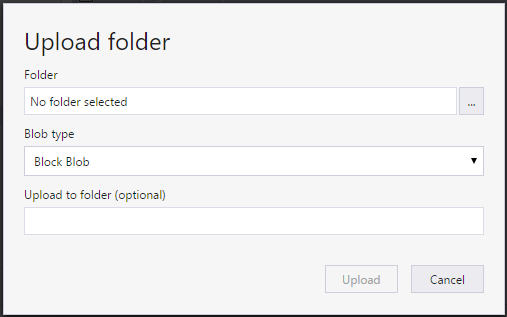 Upload folder
Folder
No folder selected
...
Blob type
Block Blob
Upload to folder (optional)
Upload Cancel